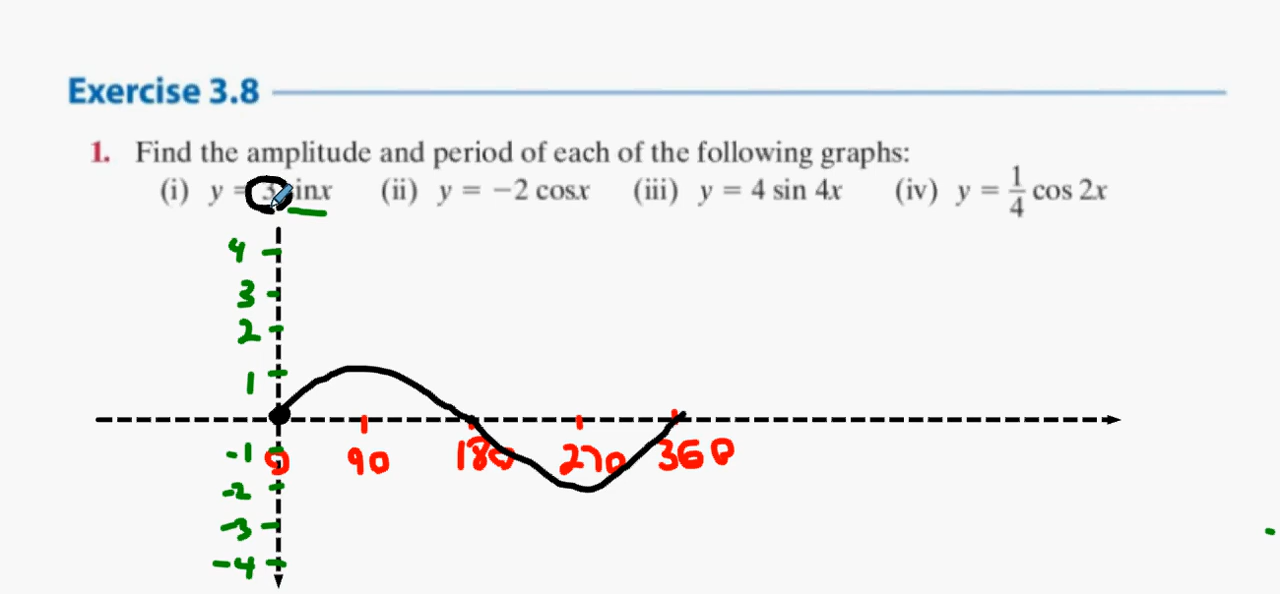 Exercise 3.8
1. Find the amplitude and period of each of the following graphs:
(i) y = 3 sinx (ii) y = −2 cosx (iii) y = 4 sin 4x (iv) y = 1/4 cos 2x
4
3
2
1
-1 0 90 180 270 360
-2
-3
-4